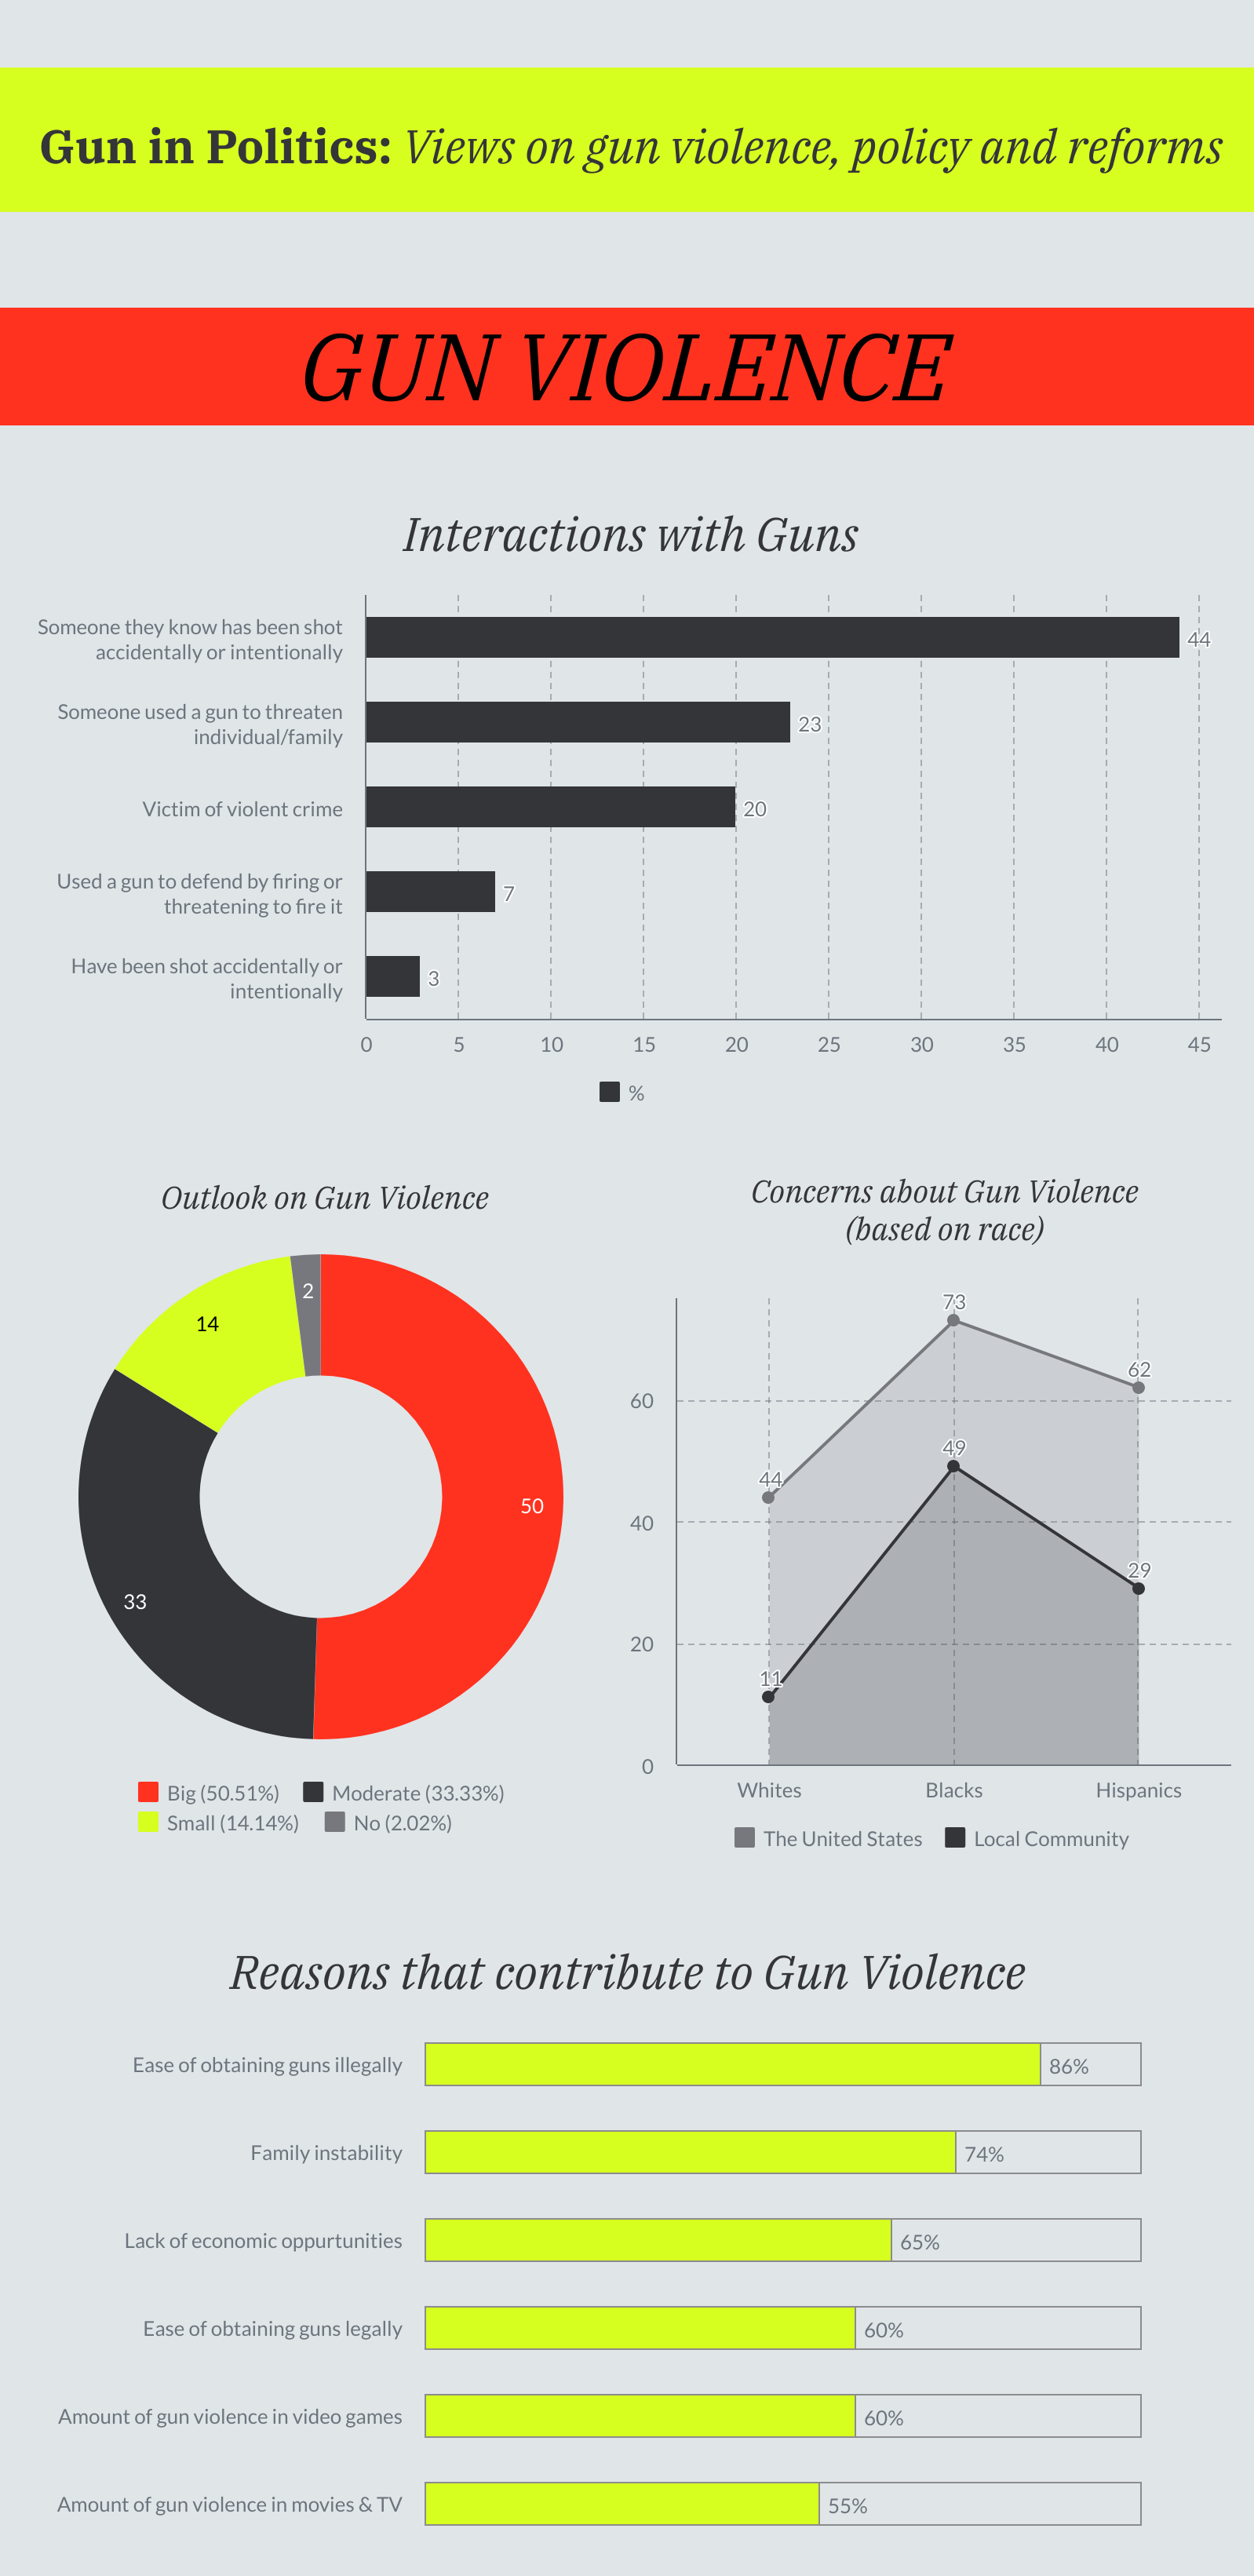 Gun in Politics: Views on gun violence, policy and reforms
GUN VIOLENCE
Interactions with Guns
Someone they know has been shot
accidentally or intentionally
44
Someone used a gun to threaten
individual/family
23
Victim of violent crime
20
Used a gun to defend by firing or
threatening to fire it
7
Have been shot accidentally or
intentionally
3
0 5 10 15 20 25 30 35 40 45
%
Outlook on Gun Violence
2
14
50
33
Big (50.51%) Moderate (33.33%)
Small (14.14%) No (2.02%)
Concerns about Gun Violence
(based on race)
73
62
60
44
49
40
29
20
11
0
Whites Blacks Hispanics
The United States Local Community
Reasons that contribute to Gun Violence
Ease of obtaining guns illegally 86%
Family instability 74%
Lack of economic oppurtunities 65%
Ease of obtaining guns legally 60%
Amount of gun violence in video games 60%
Amount of gun violence in movies & TV 55%